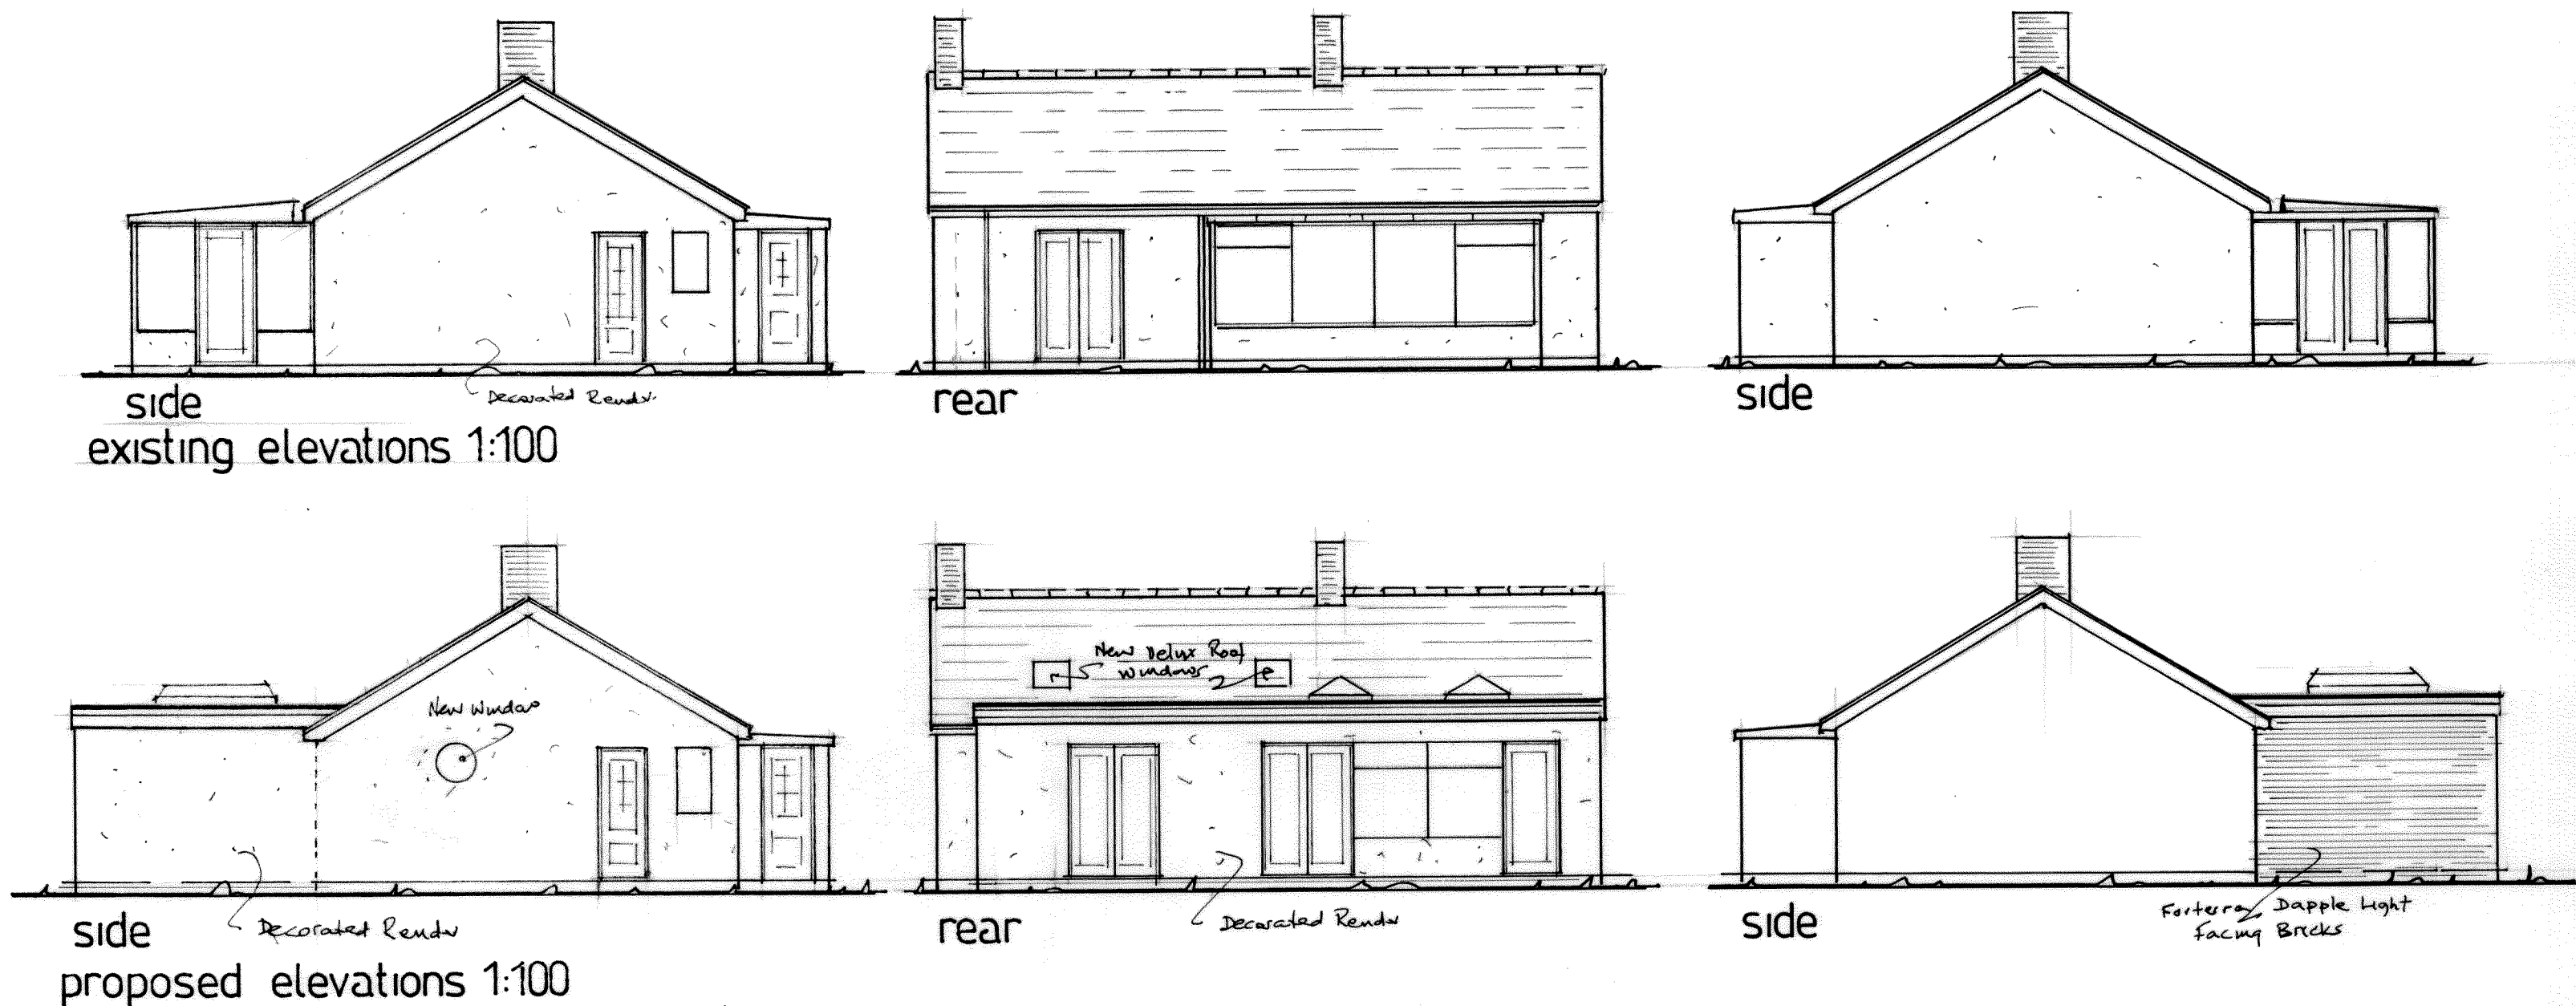 side
Decorated Render.
rear
side
existing elevations 1:100
New Window
New Velux Roof
Windows
side
Decorated Render
rear
Decorated Render
side
Forterra Dapple Light
Facing Bricks
proposed elevations 1:100